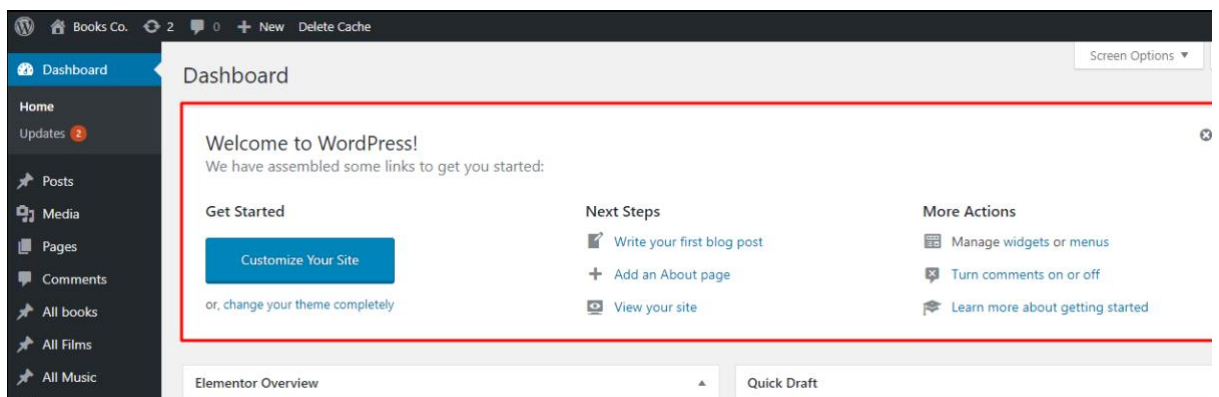 Books Co. 2 0 New Delete Cache
Screen Options
Dashboard
Dashboard
Home
Updates 2
Posts
Media
Pages
Comments
All books
All Films
All Music
Welcome to WordPress!
We have assembled some links to get you started:
Get Started
Customize Your Site
or, change your theme completely
Next Steps
Write your first blog post
Add an About page
View your site
More Actions
Manage widgets or menus
Turn comments on or off
Learn more about getting started
Elementor Overview
Quick Draft